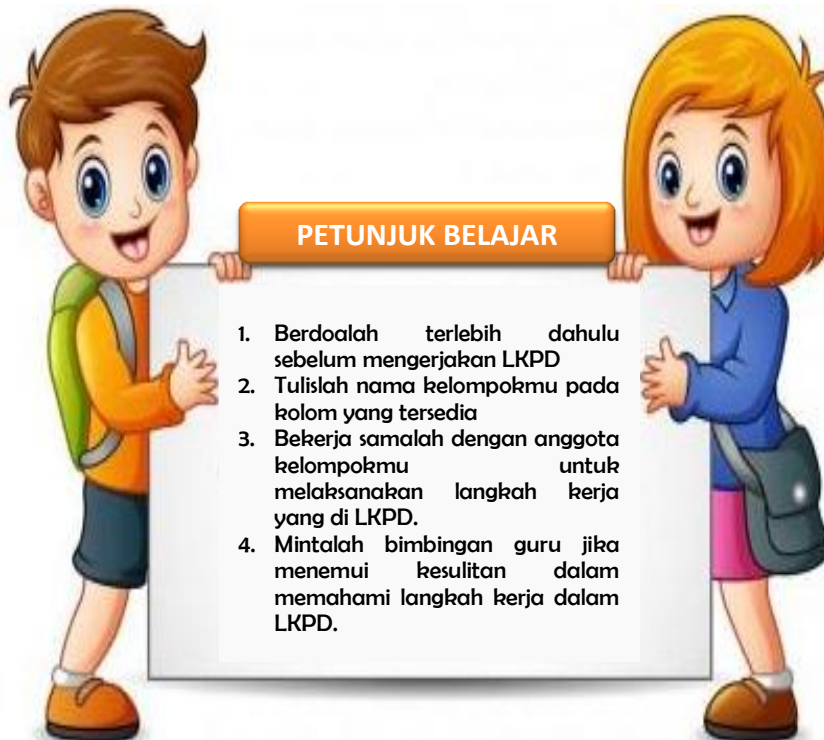 PETUNJUK BELAJAR
1. Berdoalah terlebih dahulu
sebelum mengerjakan LKPD
2. Tulislah nama kelompokmu pada
kolom yang tersedia
3. Bekerja samalah dengan anggota
kelompokmu untuk
melaksanakan langkah kerja
yang di LKPD.
4. Mintalah bimbingan guru jika
menemui kesulitan dalam
memahami langkah kerja dalam
LKPD.